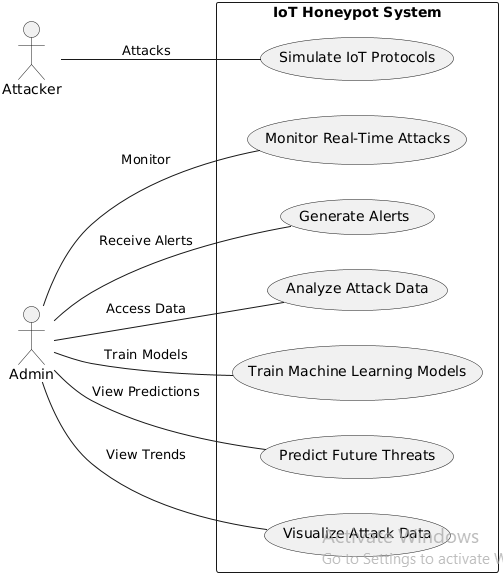 IoT Honeypot System
Attacks
Simulate IoT Protocols
Attacker
Monitor
Monitor Real-Time Attacks
Receive Alerts
Generate Alerts
Access Data
Analyze Attack Data
Admin
Train Models
Train Machine Learning Models
View Predictions
Predict Future Threats
View Trends
Visualize Attack Data
Activate Windows
Go to Settings to activate W